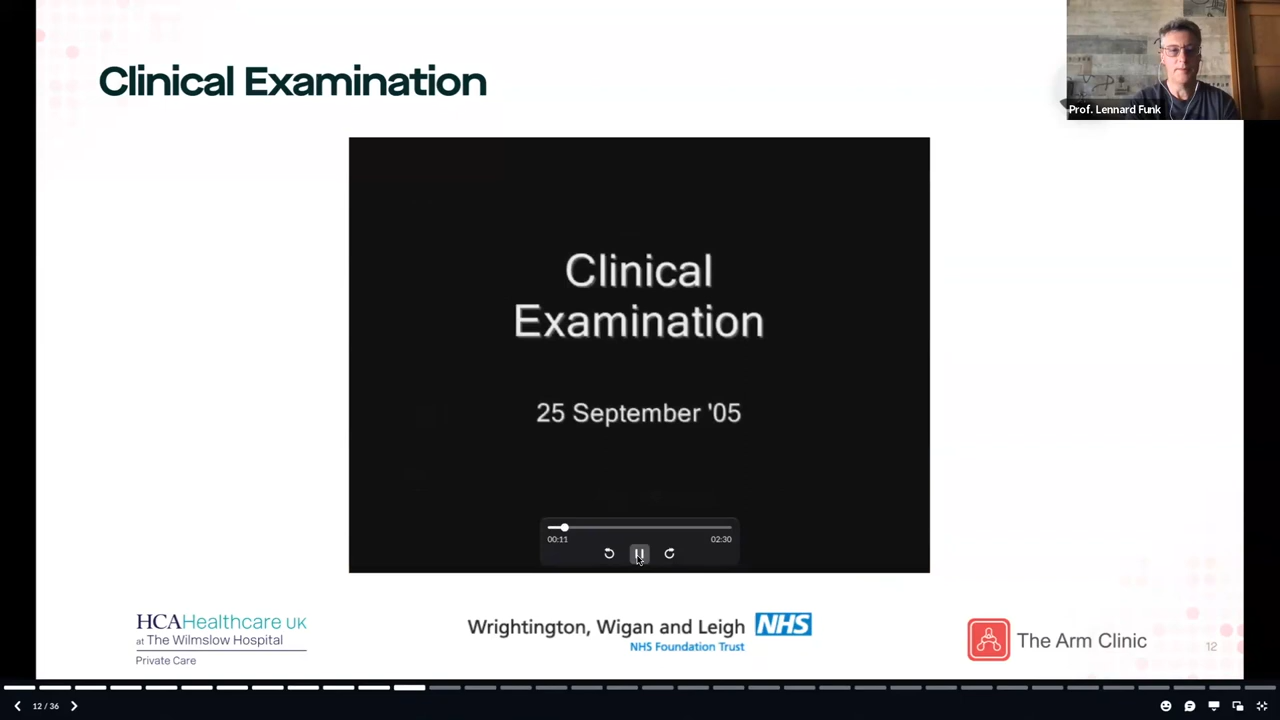 Clinical Examination
Prof. Lennard Funk
Clinical
Examination
25 September '05
00:11
02:30
HCAHealthcare UK
at The Wilmslow Hospital
Private Care
Wrightington, Wigan and Leigh NHS
NHS Foundation Trust
The Arm Clinic
12
12 / 36